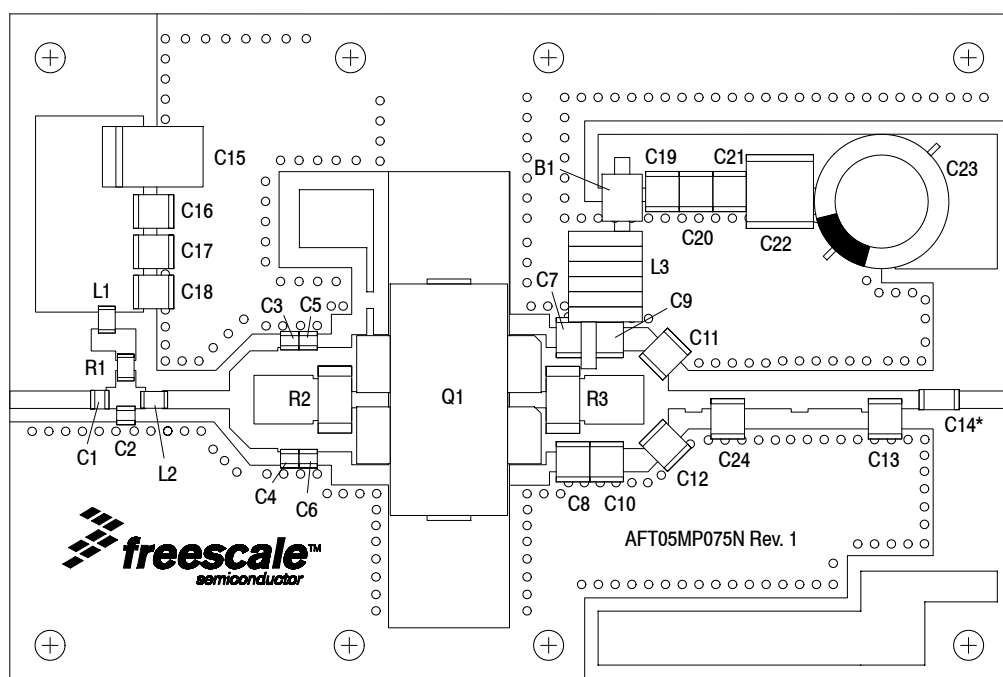 C15
B1
C19
C21
C23
C16
C20
C22
C17
L3
C18
L1
C7
C9
C3 C5
C11
R1
R2
Q1
R3
C14*
C1
C2
L2
C24
C13
C4
C6
C8
C10
C12
freescale™
semiconductor
AFT05MP075N Rev. 1